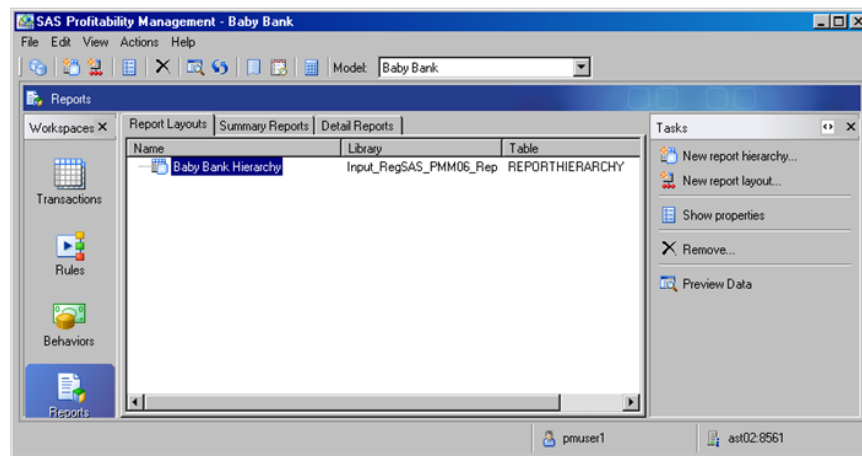 SAS Profitability Management - Baby Bank
File Edit View Actions Help
Model: Baby Bank
Reports
Workspaces X
Report Layouts Summary Reports Detail Reports
Tasks
Name Library Table
Baby Bank Hierarchy Input_RegSAS_PMM06_Rep REPORTHIERARCHY
New report hierarchy...
New report layout...
Show properties
Remove...
Preview Data
Transactions
Rules
Behaviors
Reports
pmuser1 ast02:8561